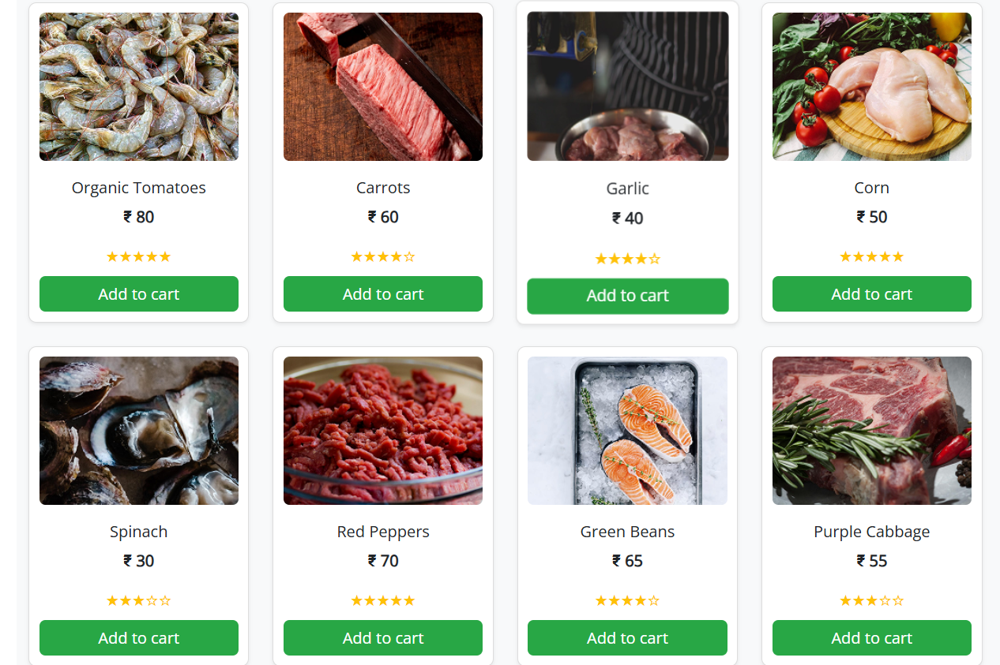 Organic Tomatoes
₹ 80
★★★★★
Add to cart
Carrots
₹ 60
★★★★☆
Add to cart
Garlic
₹ 40
★★★★☆
Add to cart
Corn
₹ 50
★★★★★
Add to cart
Spinach
₹ 30
★★★☆☆
Add to cart
Red Peppers
₹ 70
★★★★★
Add to cart
Green Beans
₹ 65
★★★★☆
Add to cart
Purple Cabbage
₹ 55
★★★☆☆
Add to cart